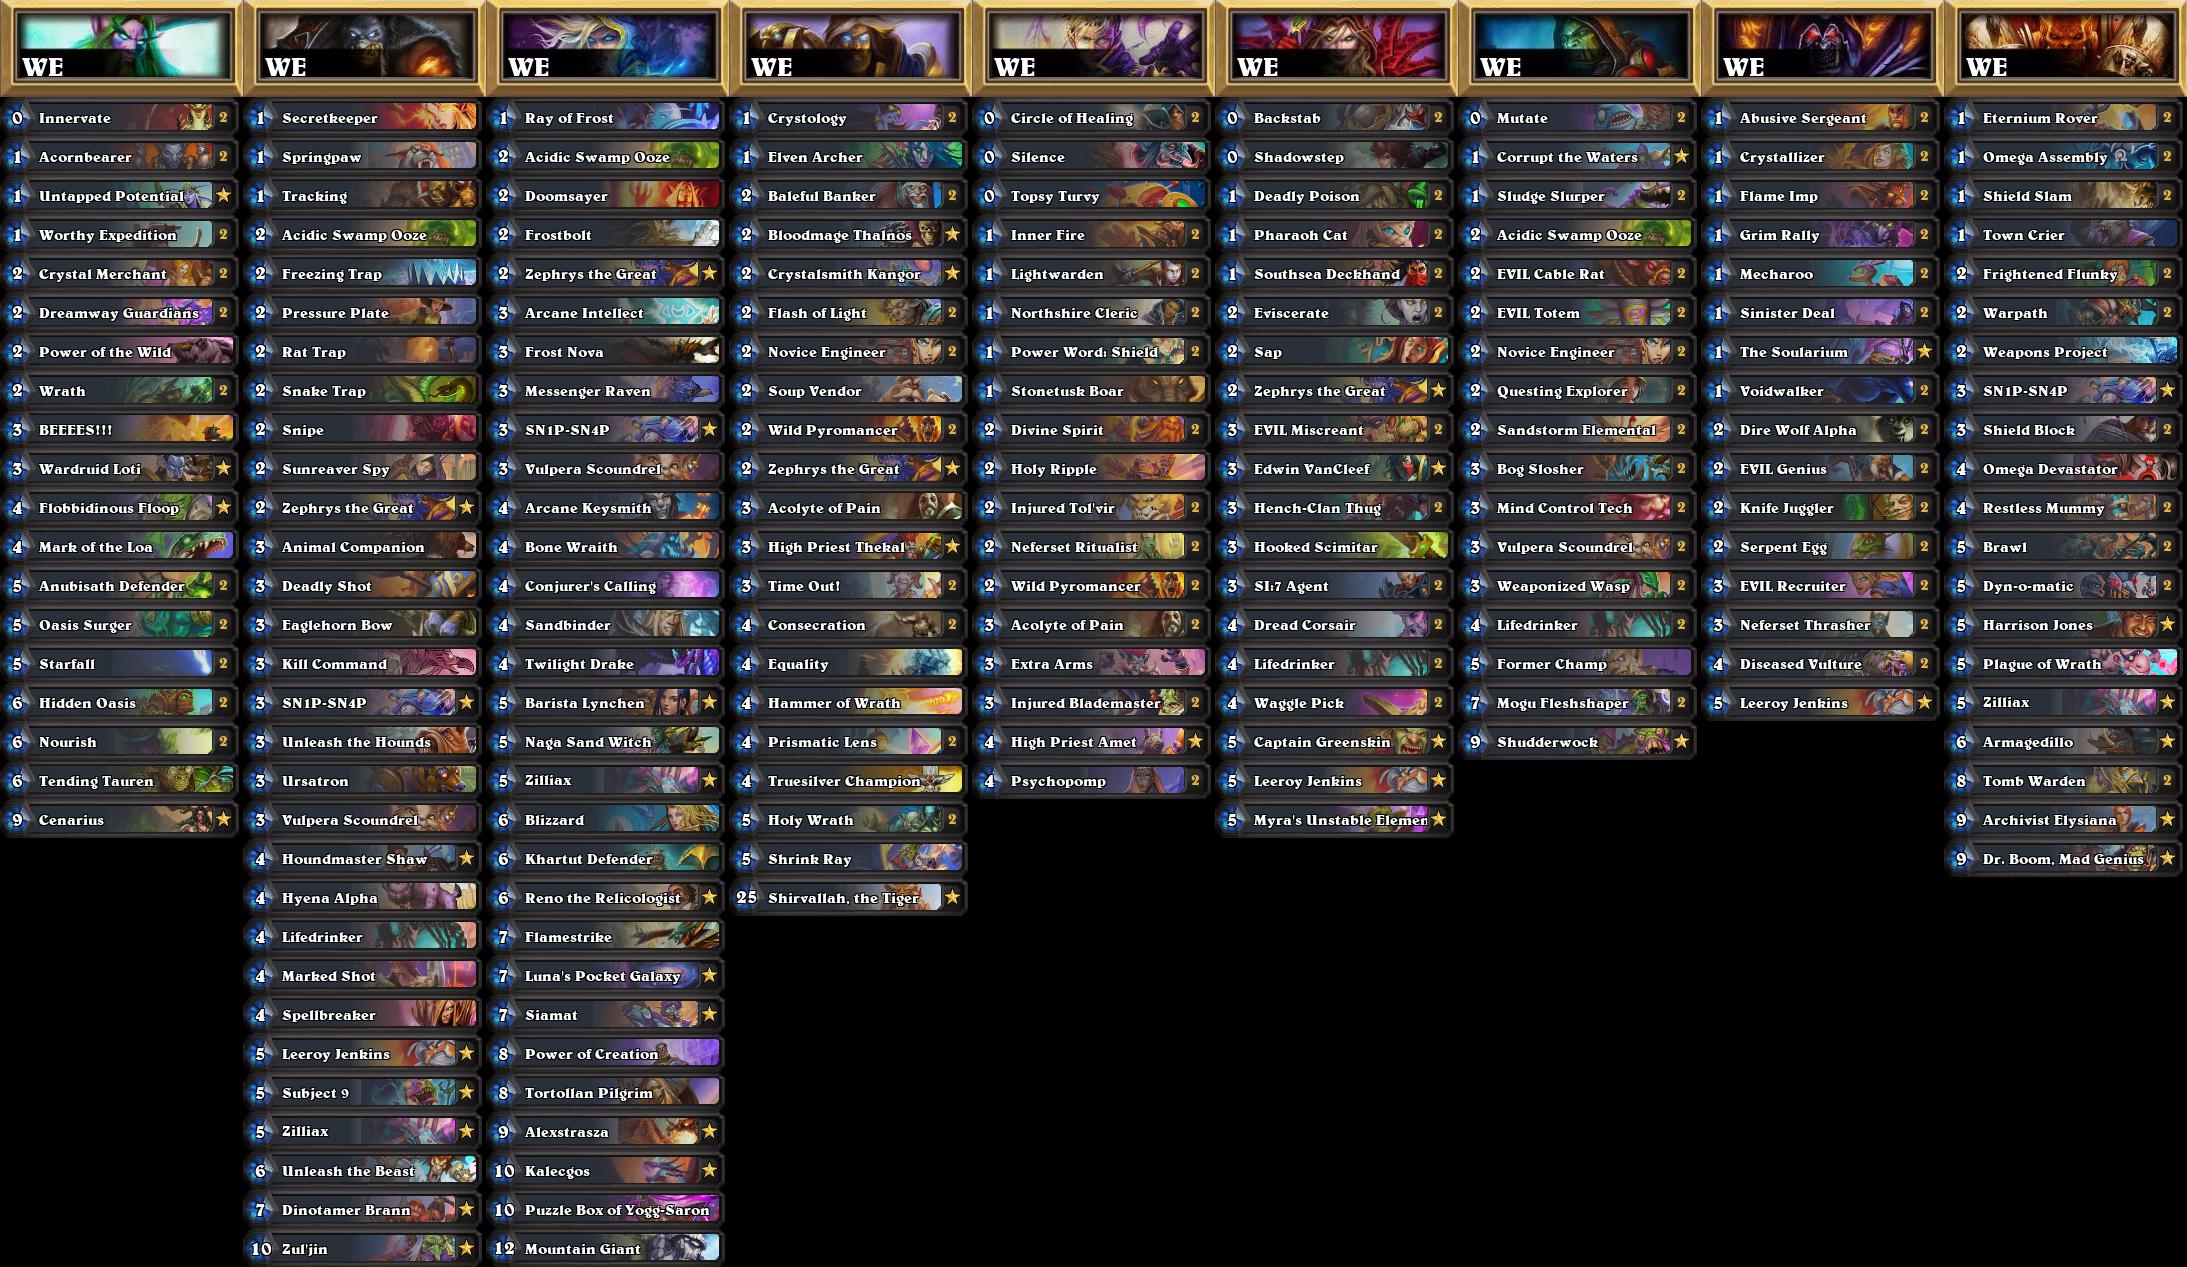 WE
0 Innervate 2
1 Acornbearer 2
1 Untapped Potential
1 Worthy Expedition 2
2 Crystal Merchant 2
2 Dreamway Guardians 2
2 Power of the Wild
2 Wrath 2
3 BEEEES!!!
3 Wardruid Loti
4 Flobbidinous Floop
4 Mark of the Loa
5 Anubisath Defender 2
5 Oasis Surger 2
5 Starfall 2
6 Hidden Oasis 2
6 Nourish 2
6 Tending Tauren
9 Cenarius
WE
1 Secretkeeper
1 Springpaw
1 Tracking
2 Acidic Swamp Ooze
2 Freezing Trap
2 Pressure Plate
2 Rat Trap
2 Snake Trap
2 Snipe
2 Sunreaver Spy
2 Zephrys the Great
3 Animal Companion
3 Deadly Shot
3 Eaglehorn Bow
3 Kill Command
3 SN1P-SN4P
3 Unleash the Hounds
3 Ursatron
3 Vulpera Scoundrel
4 Houndmaster Shaw
4 Hyena Alpha
4 Lifedrinker
4 Marked Shot
4 Spellbreaker
5 Leeroy Jenkins
5 Subject 9
5 Zilliax
6 Unleash the Beast
7 Dinotamer Brann
10 Zul'jin
WE
1 Ray of Frost
2 Acidic Swamp Ooze
2 Doomsayer
2 Frostbolt
2 Zephrys the Great
3 Arcane Intellect
3 Frost Nova
3 Messenger Raven
3 SN1P-SN4P
3 Vulpera Scoundrel
4 Arcane Keysmith
4 Bone Wraith
4 Conjurer's Calling
4 Sandbinder
4 Twilight Drake
5 Barista Lynchen
5 Naga Sand Witch
5 Zilliax
6 Blizzard
6 Khartut Defender
6 Reno the Relicologist
7 Flamestrike
7 Luna's Pocket Galaxy
7 Siamat
8 Power of Creation
8 Tortollan Pilgrim
9 Alexstrasza
10 Kalecgos
10 Puzzle Box of Yogg-Saron
12 Mountain Giant
WE
1 Crystology 2
1 Elven Archer
2 Baleful Banker 2
2 Bloodmage Thalnos
2 Crystalsmith Kangor
2 Flash of Light 2
2 Novice Engineer 2
2 Soup Vendor
2 Wild Pyromancer 2
2 Zephrys the Great
3 Acolyte of Pain
3 High Priest Thekal
3 Time Out! 2
4 Consecration 2
4 Equality
4 Hammer of Wrath
4 Prismatic Lens 2
4 Truesilver Champion
5 Holy Wrath 2
5 Shrink Ray
25 Shirvallah, the Tiger
WE
0 Circle of Healing 2
0 Silence
0 Topsy Turvy
1 Inner Fire 2
1 Lightwarden 2
1 Northshire Cleric 2
1 Power Word: Shield 2
1 Stonetusk Boar
2 Divine Spirit 2
2 Holy Ripple
2 Injured Tol'vir 2
2 Neferset Ritualist 2
2 Wild Pyromancer 2
3 Acolyte of Pain 2
3 Extra Arms
3 Injured Blademaster 2
4 High Priest Amet
4 Psychopomp 2
WE
0 Backstab 2
0 Shadowstep
1 Deadly Poison 2
1 Pharaoh Cat 2
1 Southsea Deckhand 2
2 Eviscerate 2
2 Sap
2 Zephrys the Great
3 EVIL Miscreant 2
3 Edwin VanCleef
3 Hench-Clan Thug 2
3 Hooked Scimitar
3 SI:7 Agent 2
4 Dread Corsair 2
4 Lifedrinker 2
4 Waggle Pick 2
5 Captain Greenskin
5 Leeroy Jenkins
5 Myra's Unstable Elemen
WE
0 Mutate 2
1 Corrupt the Waters
1 Sludge Slurper 2
2 Acidic Swamp Ooze
2 EVIL Cable Rat 2
2 EVIL Totem 2
2 Novice Engineer 2
2 Questing Explorer 2
2 Sandstorm Elemental 2
3 Bog Slosher 2
3 Mind Control Tech 2
3 Vulpera Scoundrel 2
3 Weaponized Wasp 2
4 Lifedrinker 2
5 Former Champ
7 Mogu Fleshshaper 2
9 Shudderwock
WE
1 Abusive Sergeant 2
1 Crystallizer 2
1 Flame Imp 2
1 Grim Rally 2
1 Mecharoo 2
1 Sinister Deal 2
1 The Soularium
1 Voidwalker 2
2 Dire Wolf Alpha 2
2 EVIL Genius 2
2 Knife Juggler 2
2 Serpent Egg 2
3 EVIL Recruiter 2
3 Neferset Thrasher 2
4 Diseased Vulture 2
5 Leeroy Jenkins
WE
1 Eternium Rover 2
1 Omega Assembly 2
1 Shield Slam 2
1 Town Crier
2 Frightened Flunky 2
2 Warpath 2
2 Weapons Project
3 SN1P-SN4P
3 Shield Block 2
4 Omega Devastator 2
4 Restless Mummy 2
5 Brawl 2
5 Dyn-o-matic 2
5 Harrison Jones
5 Plague of Wrath
5 Zilliax
6 Armagedillo
8 Tomb Warden 2
9 Archivist Elysiana
9 Dr. Boom, Mad Genius